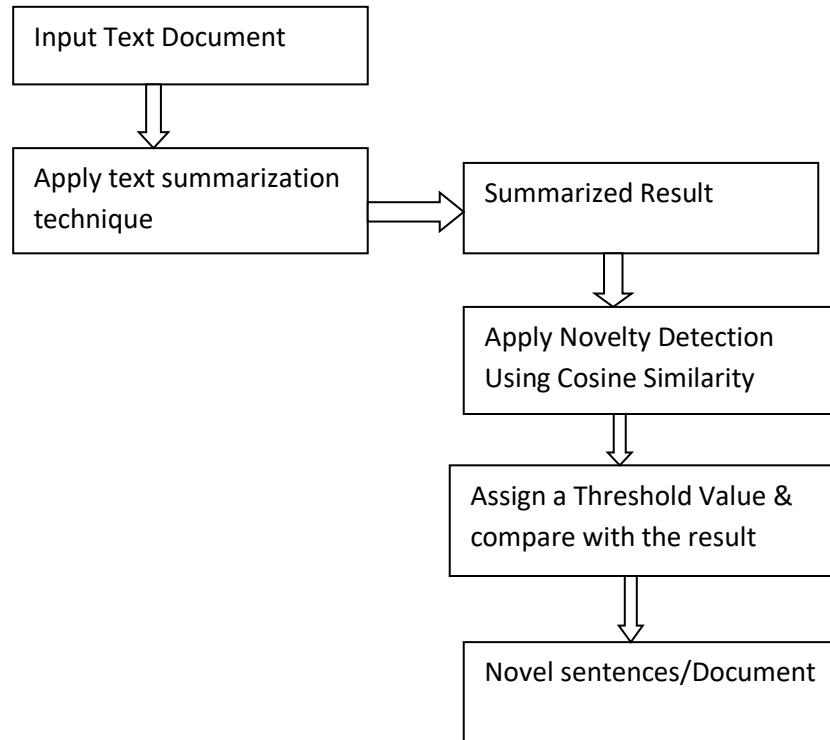 Input Text Document
Apply text summarization
technique
Summarized Result
Apply Novelty Detection
Using Cosine Similarity
Assign a Threshold Value &
compare with the result
Novel sentences/Document